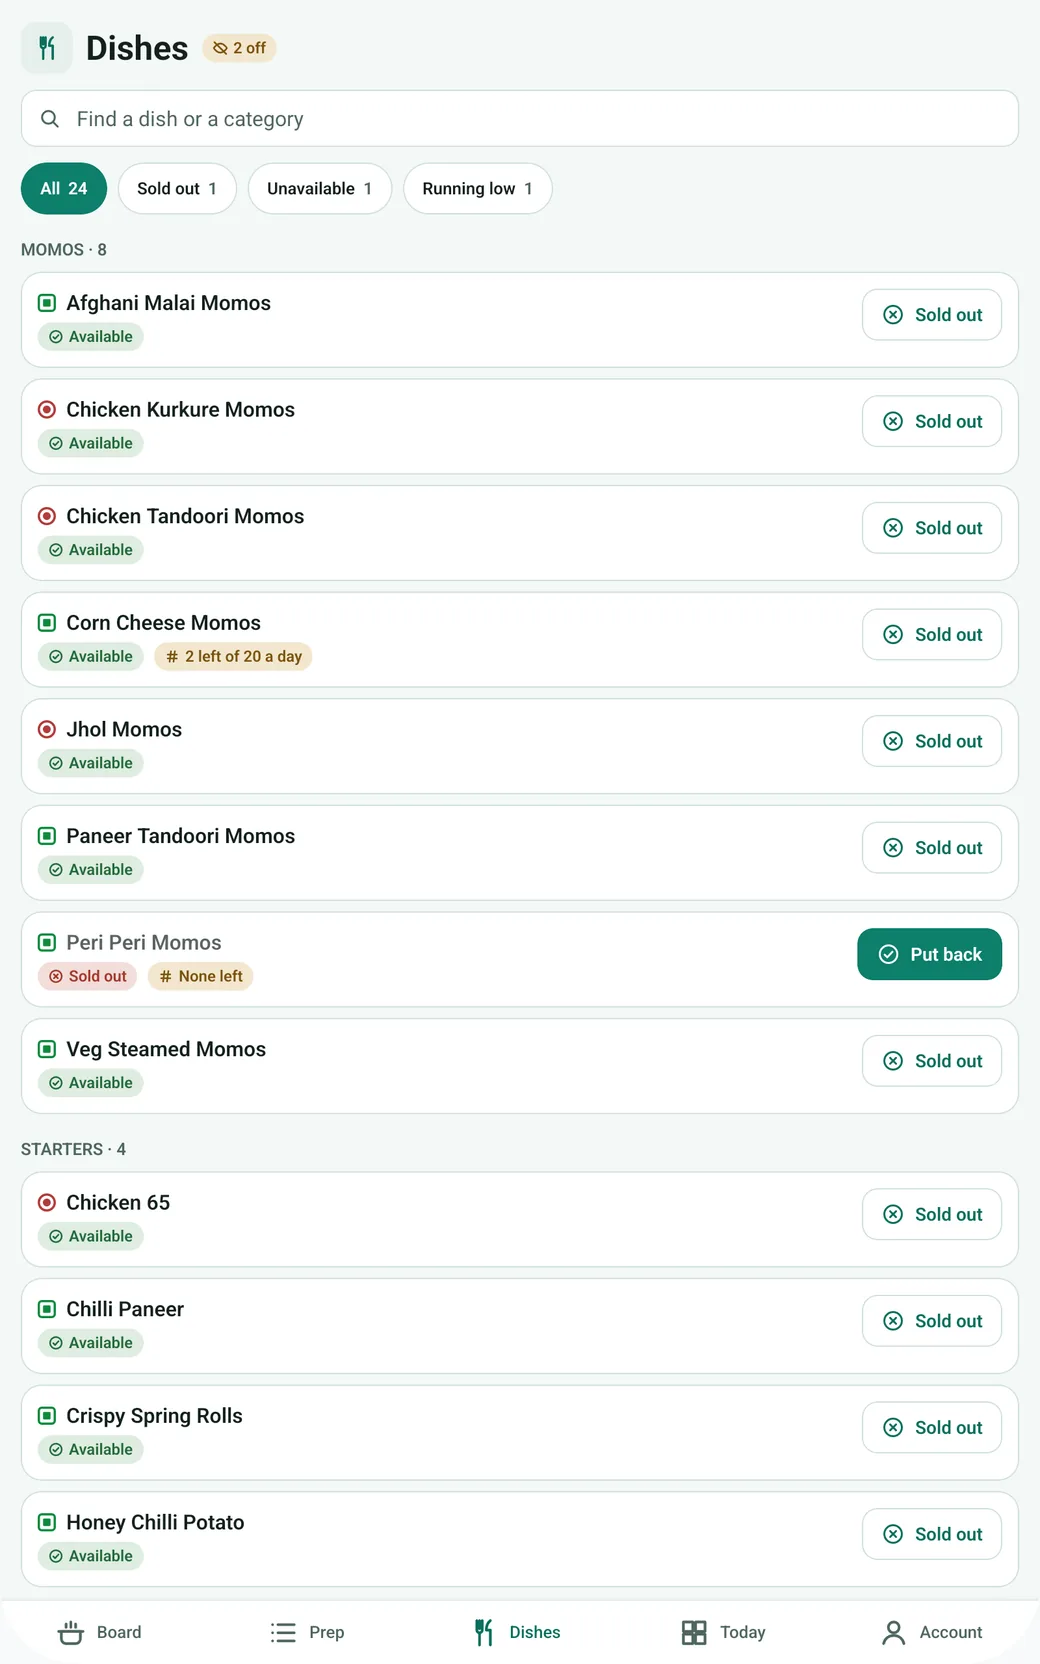 Dishes
2 off
Find a dish or a category
All 24
Sold out 1
Unavailable 1
Running low 1
MOMOS · 8
Afghani Malai Momos
Available
Sold out
Chicken Kurkure Momos
Available
Sold out
Chicken Tandoori Momos
Available
Sold out
Corn Cheese Momos
Available
# 2 left of 20 a day
Sold out
Jhol Momos
Available
Sold out
Paneer Tandoori Momos
Available
Sold out
Peri Peri Momos
Sold out
# None left
Put back
Veg Steamed Momos
Available
Sold out
STARTERS · 4
Chicken 65
Available
Sold out
Chilli Paneer
Available
Sold out
Crispy Spring Rolls
Available
Sold out
Honey Chilli Potato
Available
Sold out
Board
Prep
Dishes
Today
Account